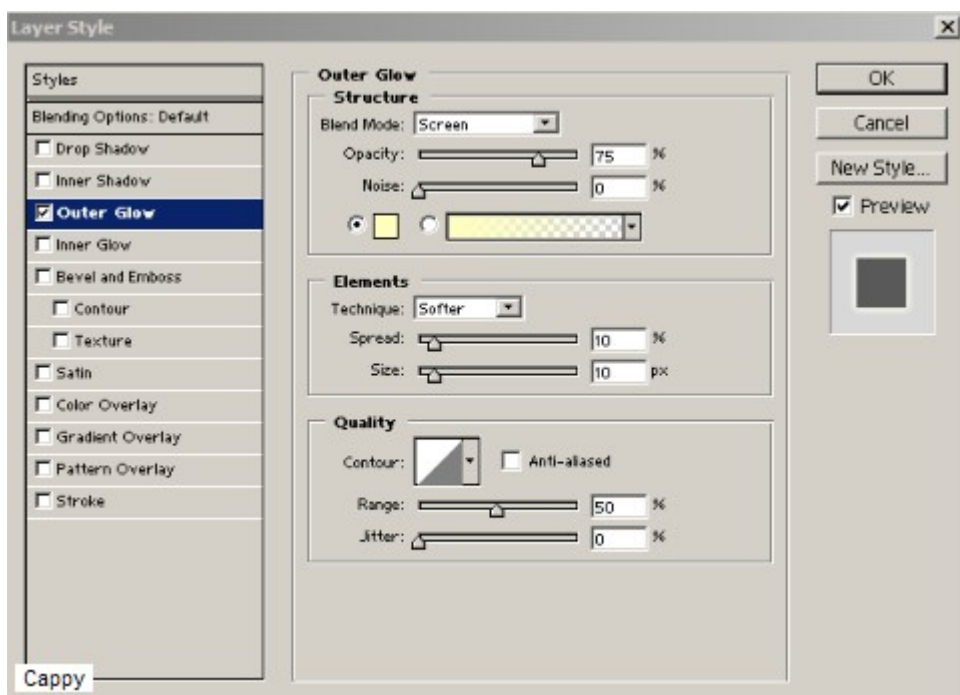 Layer Style
Styles
Blending Options: Default
Drop Shadow
Inner Shadow
Outer Glow
Inner Glow
Bevel and Emboss
Contour
Texture
Satin
Color Overlay
Gradient Overlay
Pattern Overlay
Stroke
Outer Glow
Structure
Blend Mode: Screen
Opacity: 75 %
Noise: 0 %
Elements
Technique: Softer
Spread: 10 %
Size: 10 px
Quality
Contour: Anti-aliased
Range: 50 %
Jitter: 0 %
OK
Cancel
New Style...
Preview
Cappy